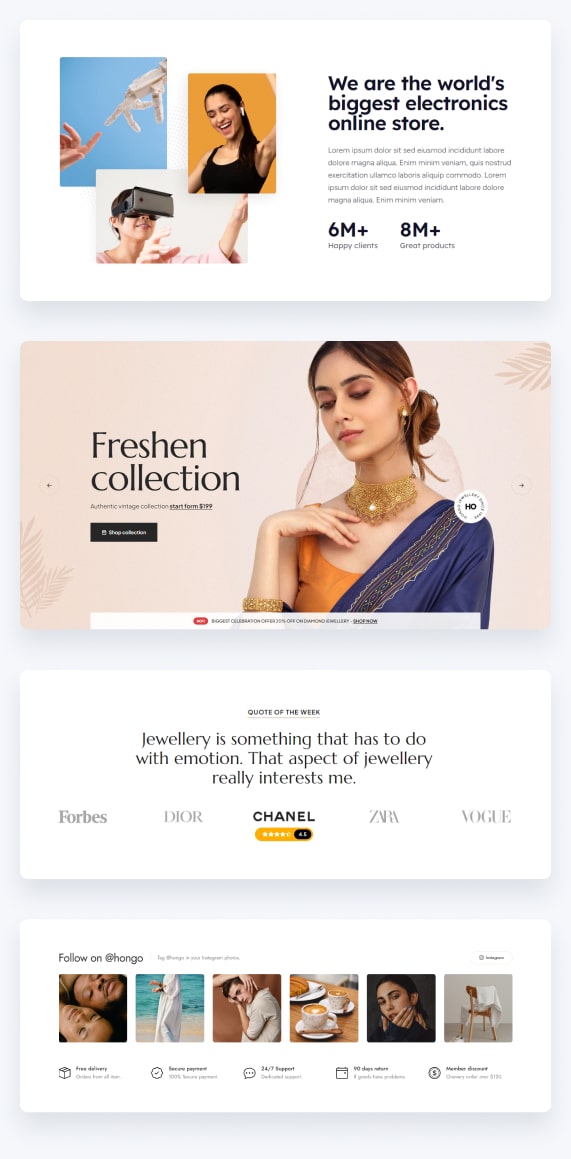 We are the world's
biggest electronics
online store.
Lorem ipsum dolor sit sed eiusmod incididunt labore
dolore magna aliqua. Enim minim veniam, quis nostrud
exercitation ullamco laboris aliquip commodo. Lorem
ipsum dolor sit sed eiusmod incididunt labore dolore
magna aliqua. Enim minim veniam.
6M+ 8M+
Happy clients Great products
Freshen
collection
Authentic vintage collection start form $199
Shop collection
HO
BIGGEST COLLECTION OFFER 20% OFF ON DIAMOND JEWELLERY - SHOP NOW
QUOTE OF THE WEEK
Jewellery is something that has to do
with emotion. That aspect of jewellery
really interests me.
Forbes DIOR CHANEL ZARA VOGUE
4.5
Follow on @hongo Tag @hongo in your Instagram photos. Instagram
Free delivery Secure payment 24/7 Support 90 days return Member discount
Orders from all item 100% Secure payment Dedicated support If goods have problems